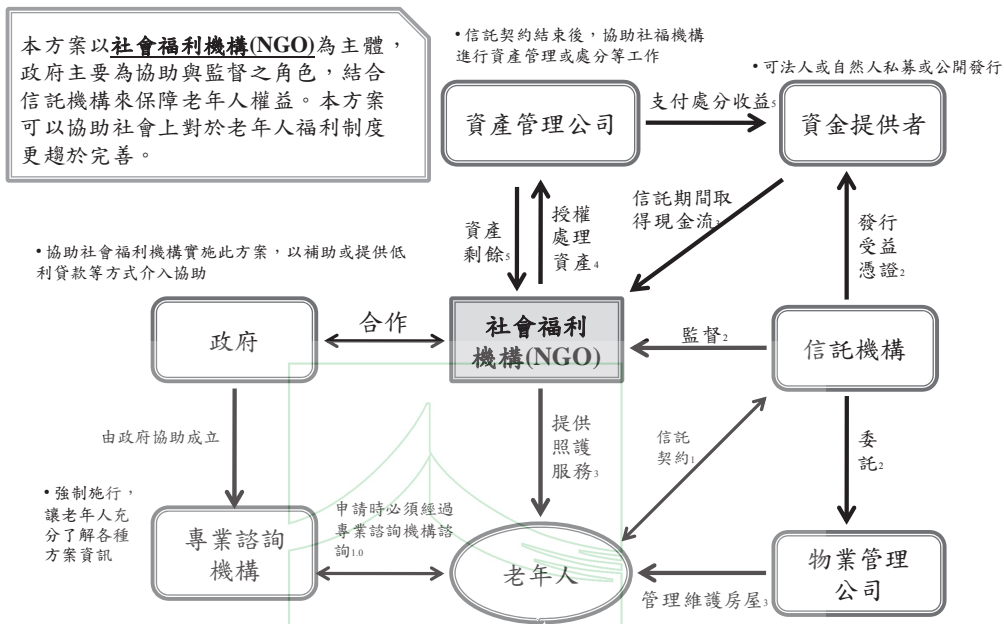 本方案以社會福利機構(NGO)為主體，
政府主要為協助與監督之角色，結合
信託機構來保障老年人權益。本方案
可以協助社會上對於老年人福利制度
更趨於完善。
•信託契約結束後，協助社福機構
進行資產管理或處分等工作
•可法人或自然人私募或公開發行
資產管理公司
支付處分收益5
資金提供者
資產
剩餘5
授權
處理
資產4
信託期間取
得現金流3
發行
受益
憑證2
•協助社會福利機構實施此方案，以補助或提供低
利貸款等方式介入協助
政府
合作
社會福利
機構(NGO)
監督2
信託機構
由政府協助成立
提供
照護
服務3
信託
契約1
委
託2
•強制施行，
讓老年人充
分了解各種
方案資訊
專業諮詢
機構
申請時必須經過
專業諮詢機構諮
詢1.0
老年人
管理維護房屋3
物業管理
公司